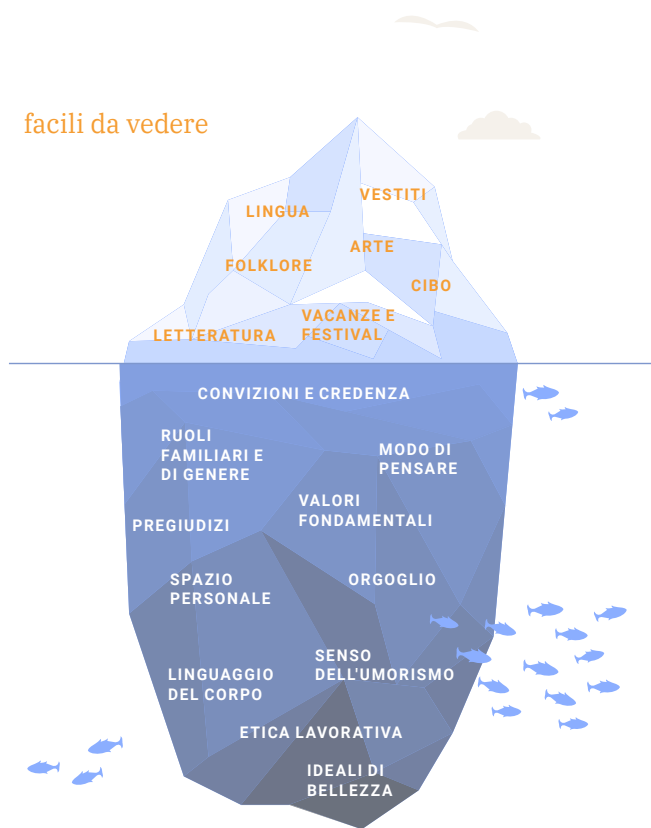 facili da vedere
VESTITI
LINGUA
ARTE
FOLKLORE
CIBO
VACANZE E
FESTIVAL
LETTERATURA
CONVIZIONI E CREDENZA
RUOLI
FAMILIARI E
DI GENERE
MODO DI
PENSARE
VALORI
FONDAMENTALI
PREGIUDIZI
SPAZIO
PERSONALE
ORGOGLIO
SENSO
DELL'UMORISMO
LINGUAGGIO
DEL CORPO
ETICA LAVORATIVA
IDEALI DI
BELLEZZA